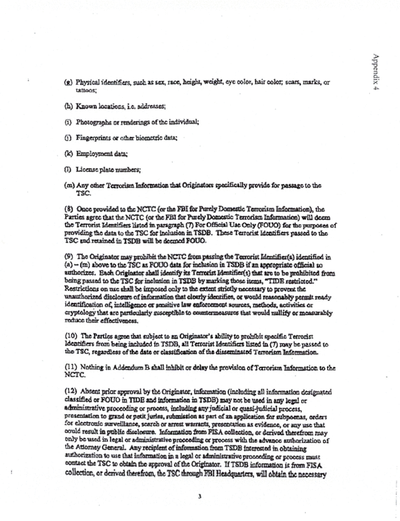 Appendix 4
(g) Physical identifiers, such as sex, race, height, weight, eye color, hair color; scars, marks, or
tattoos;
(h) Known locations, i.e. addresses;
(i) Photographs or renderings of the individual;
(j) Fingerprints or other biometric data;
(k) Employment data;
(l) License plate numbers;
(m) Any other Terrorism Information that Originators specifically provide for passage to the
TSC.
(8) Once provided to the NCTC (or the FBI for Purely Domestic Terrorism Information), the
Parties agree that the NCTC (or the FBI for Purely Domestic Terrorism Information) will deem
the Terrorist Identifiers listed in paragraph (7) For Official Use Only (FOUO) for the purposes of
providing the data to the TSC for inclusion in TSDB. These Terrorist Identifiers passed to the
TSC and retained in TSDB will be deemed FOUO.
(9) The Originator may prohibit the NCTC from passing the Terrorist Identifier(s) identified in
(a) – (m) above to the TSC as FOUO data for inclusion in TSDB if an appropriate official so
authorizes. Each Originator shall identify its Terrorist Identifier(s) that are to be prohibited from
being passed to the TSC for inclusion in TSDB by marking those items, "TIDE restricted."
Restrictions on use shall be imposed only to the extent strictly necessary to prevent the
unauthorized disclosure of information that clearly identifies, or would reasonably permit ready
identification of, intelligence or sensitive law enforcement sources, methods, activities or
cryptology that are particularly susceptible to countermeasures that would nullify or measurably
reduce their effectiveness.
(10) The Parties agree that subject to an Originator's ability to prohibit specific Terrorist
Identifiers from being included in TSDB, all Terrorist Identifiers listed in (7) may be passed to
the TSC, regardless of the date or classification of the disseminated Terrorism Information.
(11) Nothing in Addendum B shall inhibit or delay the provision of Terrorism Information to the
NCTC.
(12) Absent prior approval by the Originator, information (including all information designated
classified or FOUO in TIDE and information in TSDB) may not be used in any legal or
administrative proceeding or process, including any judicial or quasi-judicial process,
presentation to grand or petit jury, submission as part of an application for subpoenas, orders
for electronic surveillance, search or arrest warrants, presentation as evidence, or any use that
could result in public disclosure. Information from FISA collection, or derived therefrom may
only be used in legal or administrative proceeding or process with the advance authorization of
the Attorney General. Any recipient of information from TSDB interested in obtaining
authorization to use that information in a legal or administrative proceeding or process must
contact the TSC to obtain the approval of the Originator. If TSDB information is from FISA
collection, or derived therefrom, the TSC through FBI Headquarters, will obtain the necessary
3